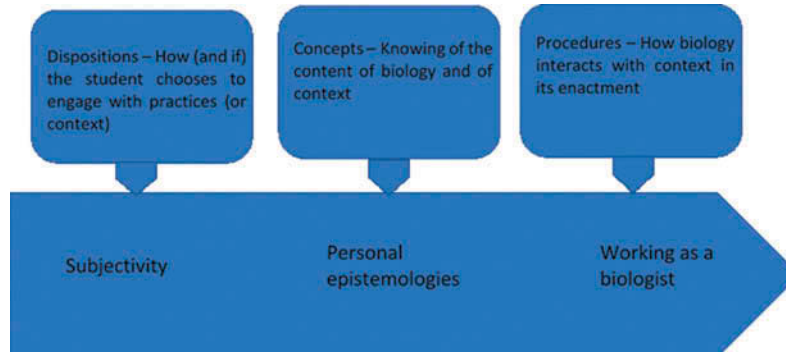 Dispositions – How (and if)
the student chooses to
engage with practices (or
context)
Concepts – Knowing of the
content of biology and of
context
Procedures – How biology
interacts with context in
its enactment
Subjectivity
Personal
epistemologies
Working as a
biologist